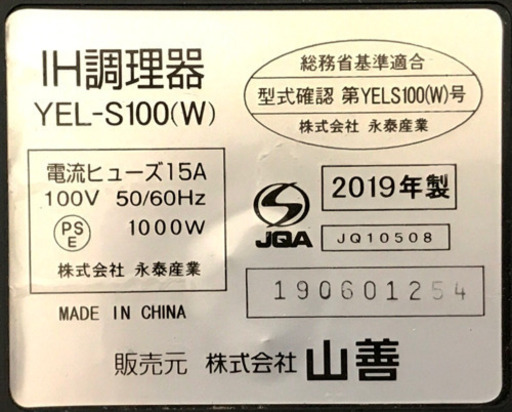 IH調理器
YEL-S100(W)
総務省基準適合
型式確認 第YELS100(W)号
株式会社 永泰産業
電流ヒューズ15A
100V 50/60Hz
PS
E
1000W
株式会社 永泰産業
JQA
2019年製
JQ10508
190601254
MADE IN CHINA
販売元 株式会社 山善